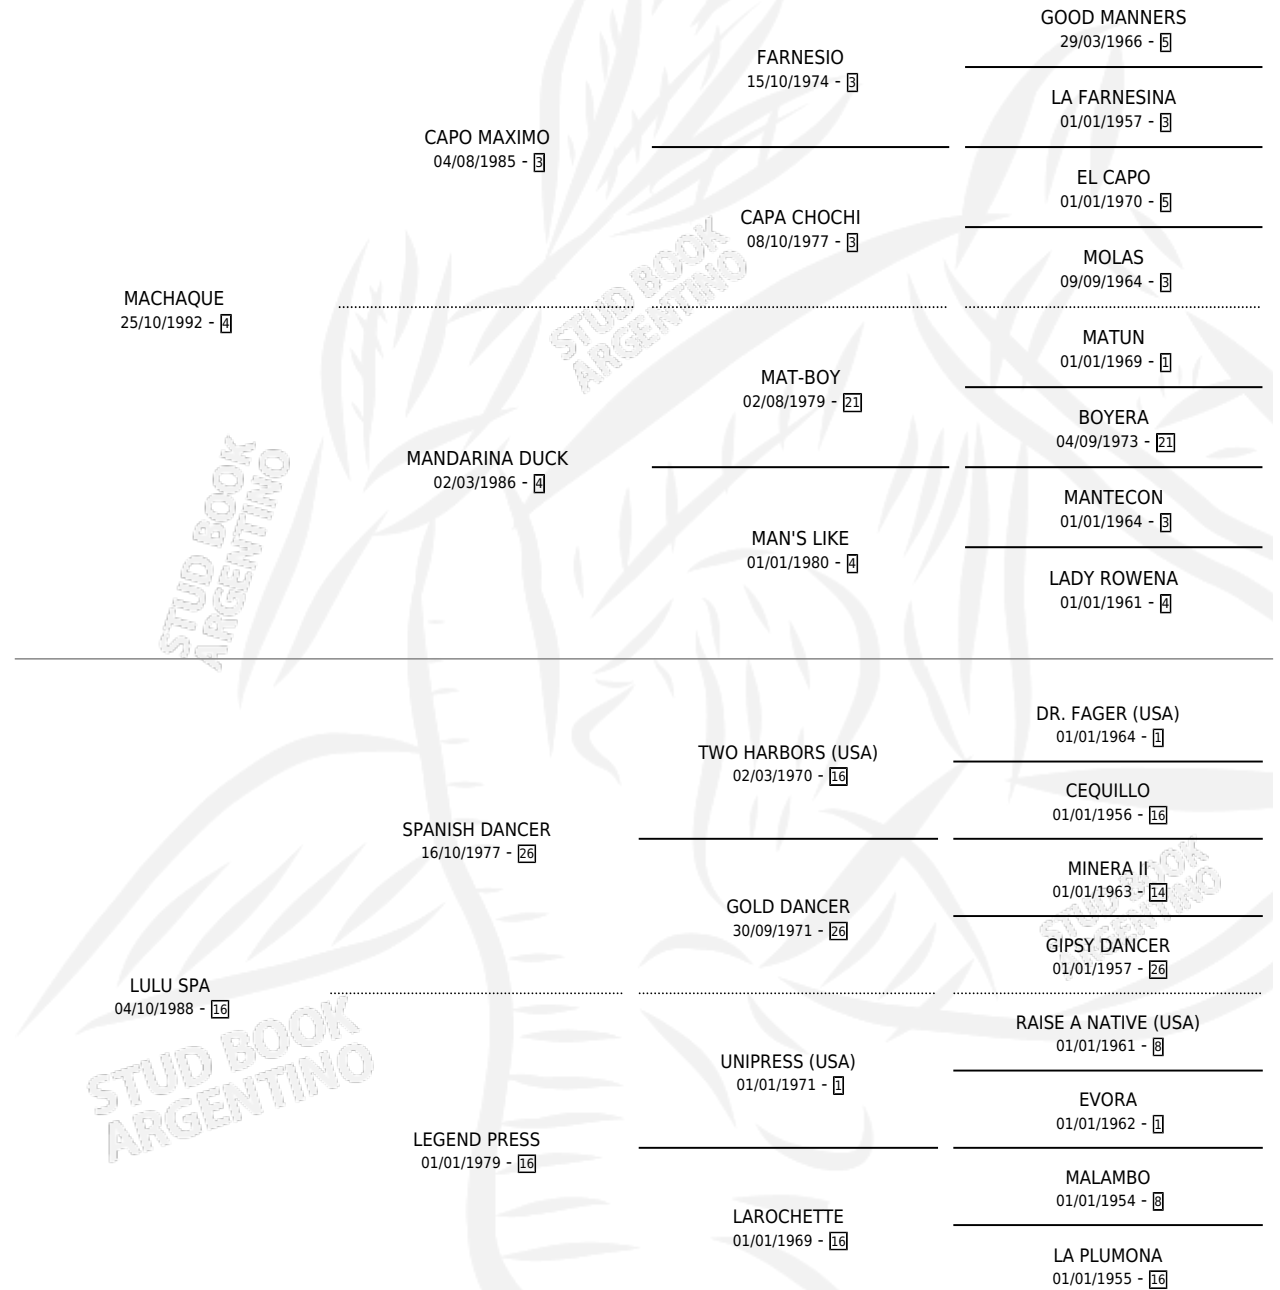 GOOD MANNERS
29/03/1966 - 5
FARNESIO
15/10/1974 - 3
LA FARNESINA
01/01/1957 - 3
CAPO MAXIMO
04/08/1985 - 3
EL CAPO
01/01/1970 - 5
CAPA CHOCHI
08/10/1977 - 3
MOLAS
09/09/1964 - 3
MACHAQUE
25/10/1992 - 4
STUD BOOK
ARGENTINO
MATUN
01/01/1969 - 1
MAT-BOY
02/08/1979 - 21
BOYERA
04/09/1973 - 21
MANDARINA DUCK
02/03/1986 - 4
MANTECON
01/01/1964 - 3
MAN'S LIKE
01/01/1980 - 4
LADY ROWENA
01/01/1961 - 4
STUD BOOK
ARGENTINO
DR. FAGER (USA)
01/01/1964 - 1
TWO HARBORS (USA)
02/03/1970 - 16
CEQUILLO
01/01/1956 - 16
SPANISH DANCER
16/10/1977 - 26
MINERA II
01/01/1963 - 14
GOLD DANCER
30/09/1971 - 26
STUD BOOK
ARGENTINO
GIPSY DANCER
01/01/1957 - 26
LULU SPA
04/10/1988 - 16
RAISE A NATIVE (USA)
01/01/1961 - 8
UNIPRESS (USA)
01/01/1971 - 1
EVORA
01/01/1962 - 1
STUD BOOK
ARGENTINO
LEGEND PRESS
01/01/1979 - 16
MALAMBO
01/01/1954 - 8
LAROCHETTE
01/01/1969 - 16
LA PLUMONA
01/01/1955 - 16